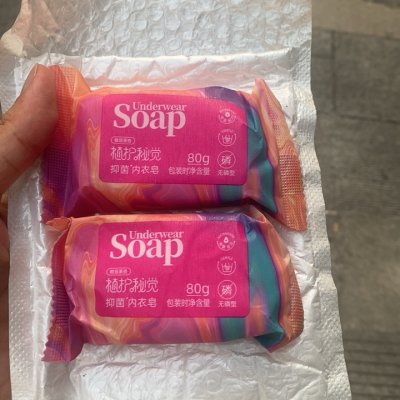 Underwear
Soap
植护秘觉
抑菌内衣皂
80g
包装时净含量
无磷型
Underwear
Soap
植护秘觉
抑菌内衣皂
80g
包装时净含量
无磷型